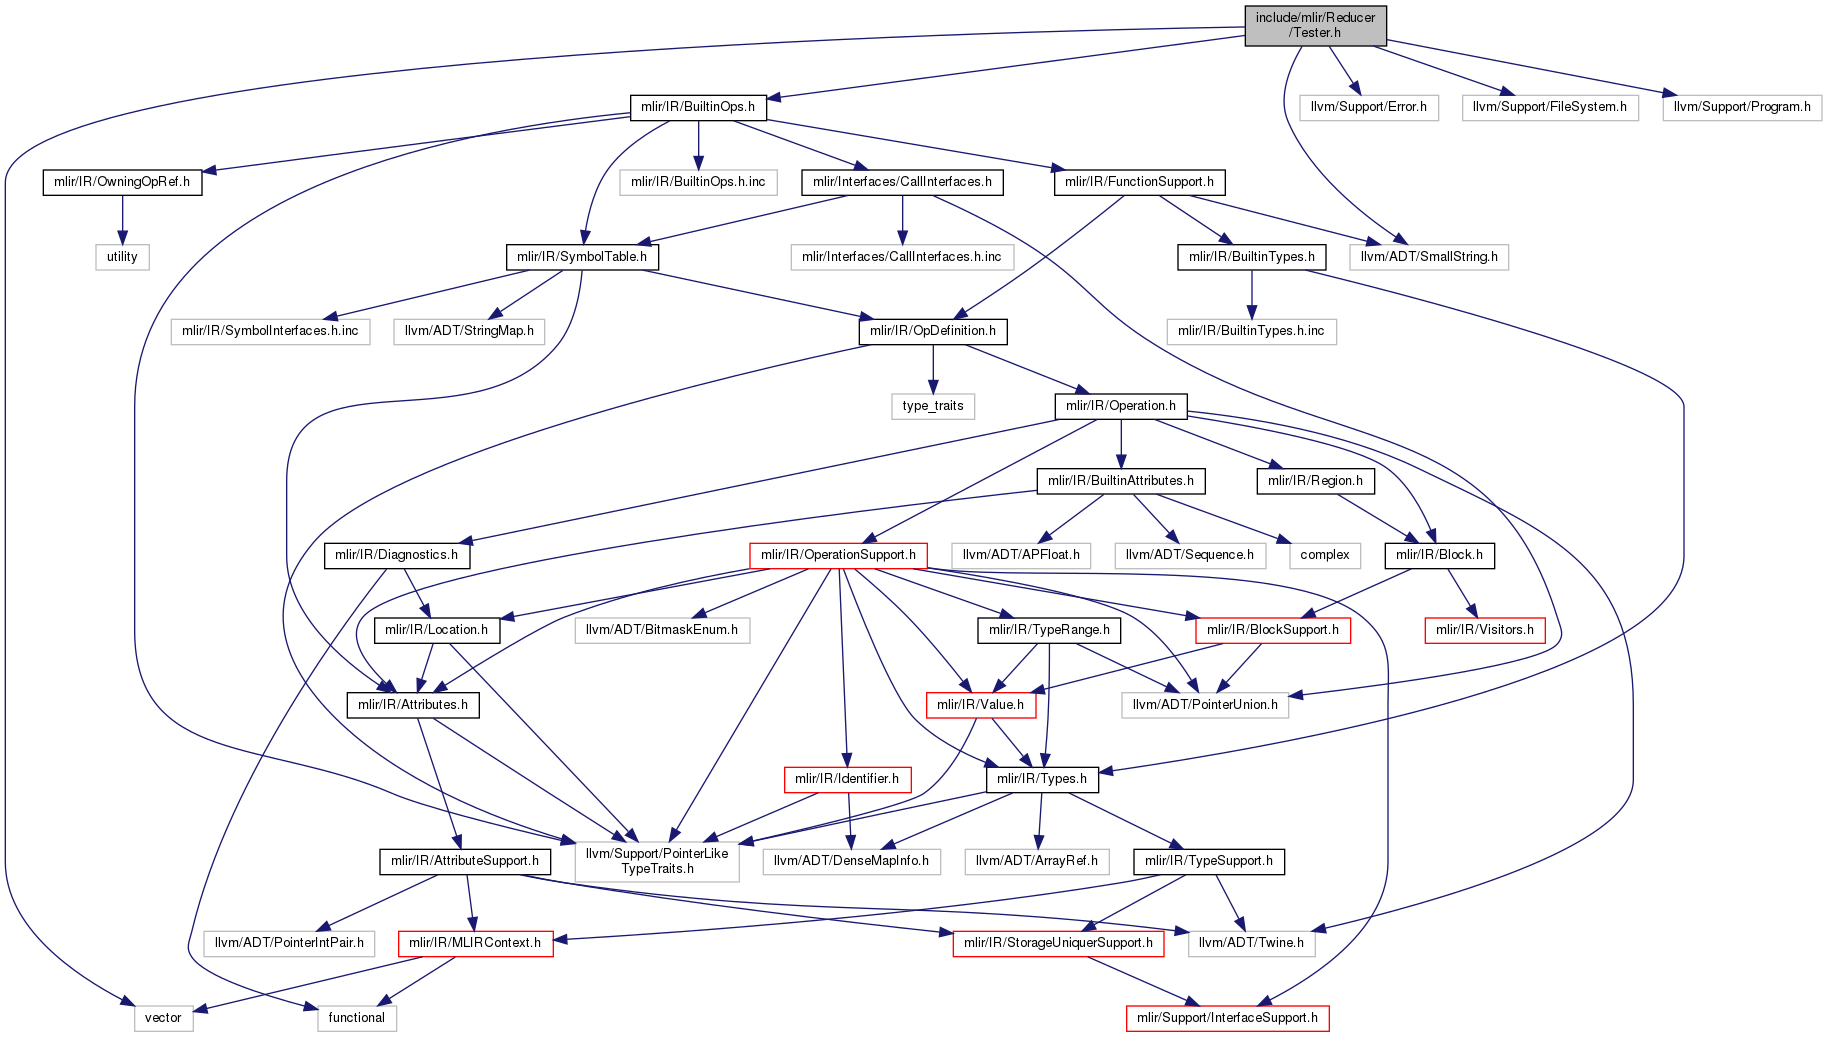 include/mlir/Reducer
/Tester.h
mlir/IR/BuiltinOps.h
llvm/Support/Error.h
llvm/Support/FileSystem.h
llvm/Support/Program.h
mlir/IR/OwningOpRef.h
mlir/IR/BuiltinOps.h.inc
mlir/Interfaces/CallInterfaces.h
mlir/IR/FunctionSupport.h
utility
mlir/IR/SymbolTable.h
mlir/Interfaces/CallInterfaces.h.inc
mlir/IR/BuiltinTypes.h
llvm/ADT/SmallString.h
mlir/IR/SymbolInterfaces.h.inc
llvm/ADT/StringMap.h
mlir/IR/OpDefinition.h
mlir/IR/BuiltinTypes.h.inc
type_traits
mlir/IR/Operation.h
mlir/IR/BuiltinAttributes.h
mlir/IR/Region.h
mlir/IR/Diagnostics.h
mlir/IR/OperationSupport.h
llvm/ADT/APFloat.h
llvm/ADT/Sequence.h
complex
mlir/IR/Block.h
mlir/IR/Location.h
llvm/ADT/BitmaskEnum.h
mlir/IR/TypeRange.h
mlir/IR/BlockSupport.h
mlir/IR/Visitors.h
mlir/IR/Attributes.h
mlir/IR/Value.h
llvm/ADT/PointerUnion.h
mlir/IR/Identifier.h
mlir/IR/Types.h
mlir/IR/AttributeSupport.h
llvm/Support/PointerLike
TypeTraits.h
llvm/ADT/DenseMapInfo.h
llvm/ADT/ArrayRef.h
mlir/IR/TypeSupport.h
llvm/ADT/PointerIntPair.h
mlir/IR/MLIRContext.h
mlir/IR/StorageUniquerSupport.h
llvm/ADT/Twine.h
vector
functional
mlir/Support/InterfaceSupport.h